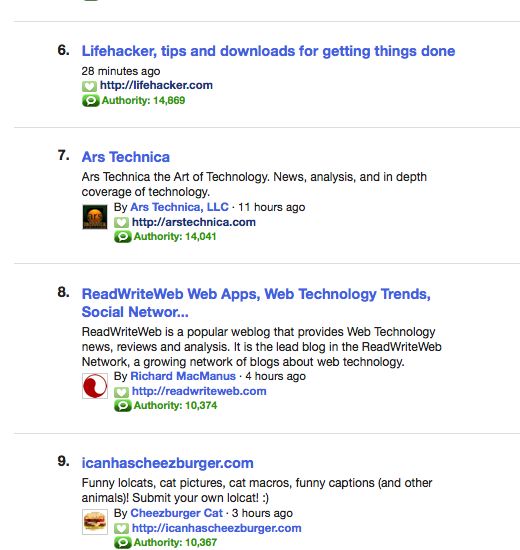 6. Lifehacker, tips and downloads for getting things done
28 minutes ago
http://lifehacker.com
Authority: 14,869
7. Ars Technica
Ars Technica the Art of Technology. News, analysis, and in depth
coverage of technology.
By Ars Technica, LLC · 11 hours ago
http://arstechnica.com
Authority: 14,041
8. ReadWriteWeb Web Apps, Web Technology Trends,
Social Networ...
ReadWriteWeb is a popular weblog that provides Web Technology
news, reviews and analysis. It is the lead blog in the ReadWriteWeb
Network, a growing network of blogs about web technology.
By Richard MacManus · 4 hours ago
http://readwriteweb.com
Authority: 10,374
9. icanhascheezburger.com
Funny lolcats, cat pictures, cat macros, funny captions (and other
animals)! Submit your own lolcat! :)
By Cheezburger Cat · 3 hours ago
http://icanhascheezburger.com
Authority: 10,367